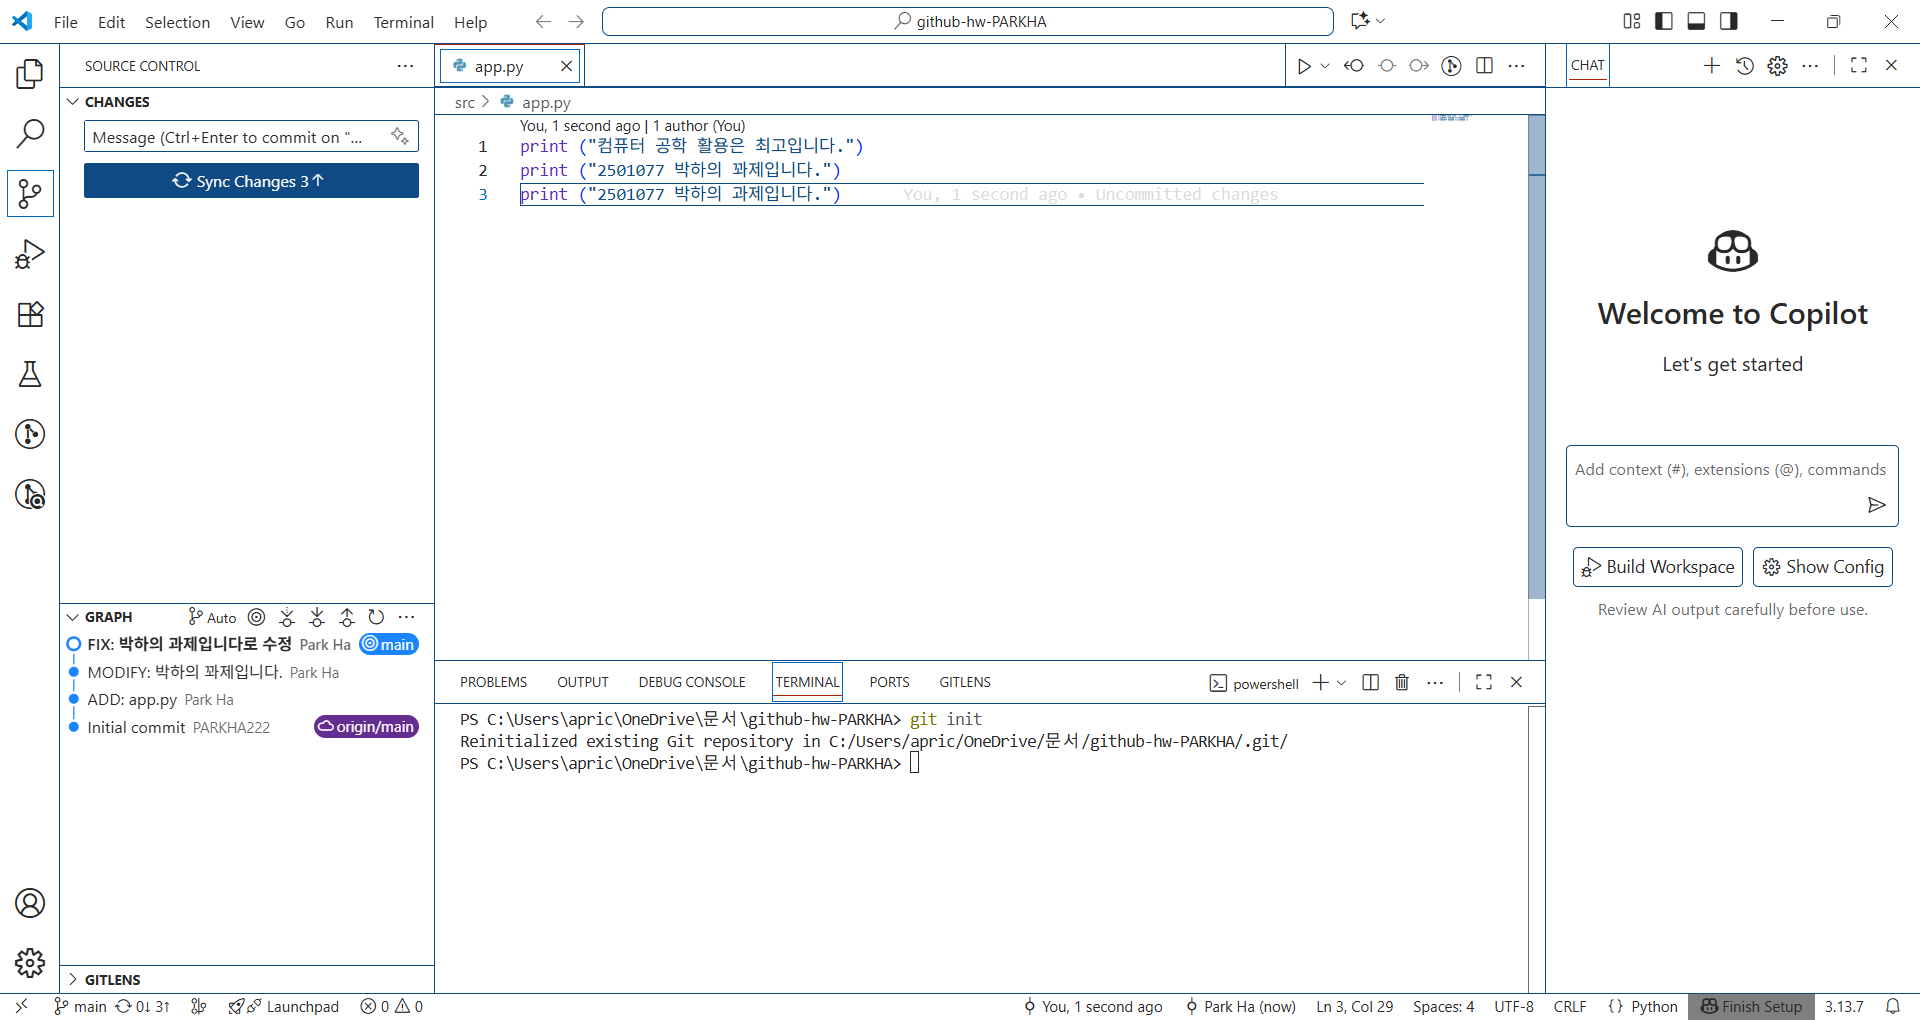 File Edit Selection View Go Run Terminal Help
github-hw-PARKHA
SOURCE CONTROL
CHANGES
Message (Ctrl+Enter to commit on "...
Sync Changes 3↑
app.py
src > app.py
You, 1 second ago | 1 author (You)
1 print ("컴퓨터 공학 활용은 최고입니다.")
2 print ("2501077 박하의 꽈제입니다.")
3 print ("2501077 박하의 과제입니다.") You, 1 second ago • Uncommitted changes
CHAT
Welcome to Copilot
Let's get started
Add context (#), extensions (@), commands
Build Workspace Show Config
Review AI output carefully before use.
GRAPH Auto
FIX: 박하의 과제입니다로 수정 Park Ha main
MODIFY: 박하의 꽈제입니다. Park Ha
ADD: app.py Park Ha
Initial commit PARKHA222 origin/main
GITLENS
PROBLEMS OUTPUT DEBUG CONSOLE TERMINAL PORTS GITLENS
powershell
PS C:\Users\apric\OneDrive\문서\github-hw-PARKHA> git init
Reinitialized existing Git repository in C:/Users/apric/OneDrive/문서/github-hw-PARKHA/.git/
PS C:\Users\apric\OneDrive\문서\github-hw-PARKHA>
main 0↓ 3↑ Launchpad 0 0
You, 1 second ago Park Ha (now) Ln 3, Col 29 Spaces: 4 UTF-8 CRLF {} Python Finish Setup 3.13.7